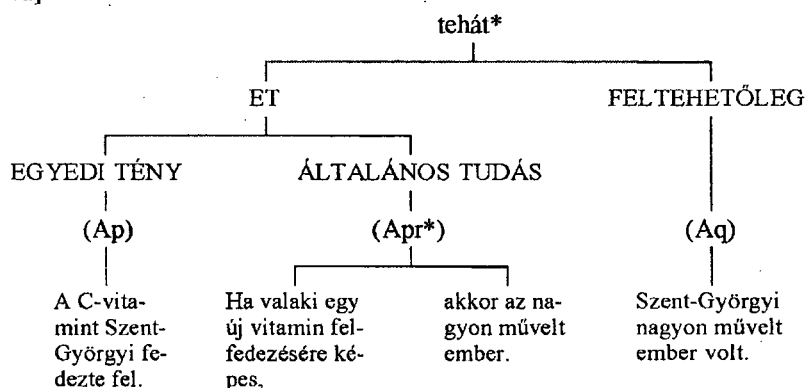 tehát*
ET
FELTEHETŐLEG
EGYEDI TÉNY
ÁLTALÁNOS TUDÁS
(Ap)
(Apr*)
(Aq)
A C-vita-
mint Szent-
Györgyi fe-
dezte fel.
Ha valaki egy
új vitamin fel-
fedezésére ké-
pes,
akkor az na-
gyon művelt
ember.
Szent-Györgyi
nagyon művelt
ember volt.